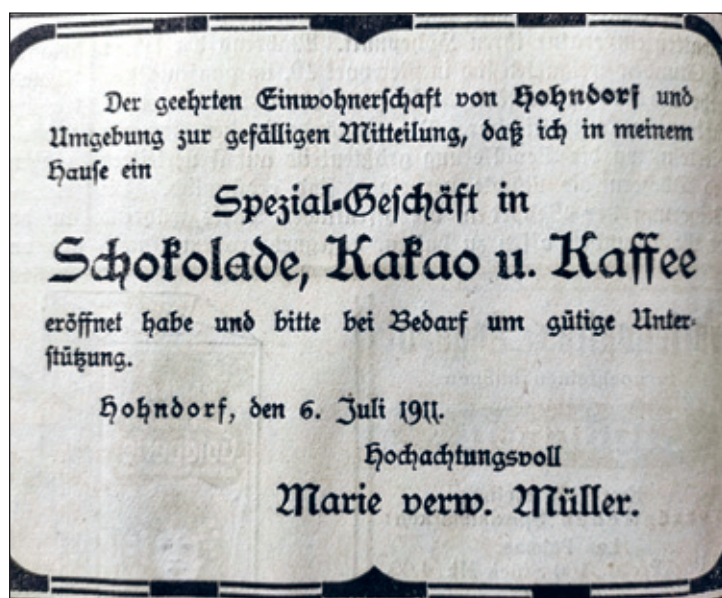 Der geehrten Einwohnerschaft von Hohndorf und
Umgebung zur gefälligen Mitteilung, daß ich in meinem
Hause ein
Spezial-Geschäft in
Schokolade, Kakao u. Kaffee
eröffnet habe und bitte bei Bedarf um gütige Unter-
stützung.
Hohndorf, den 6. Juli 1911.
Hochachtungsvoll
Marie verw. Müller.